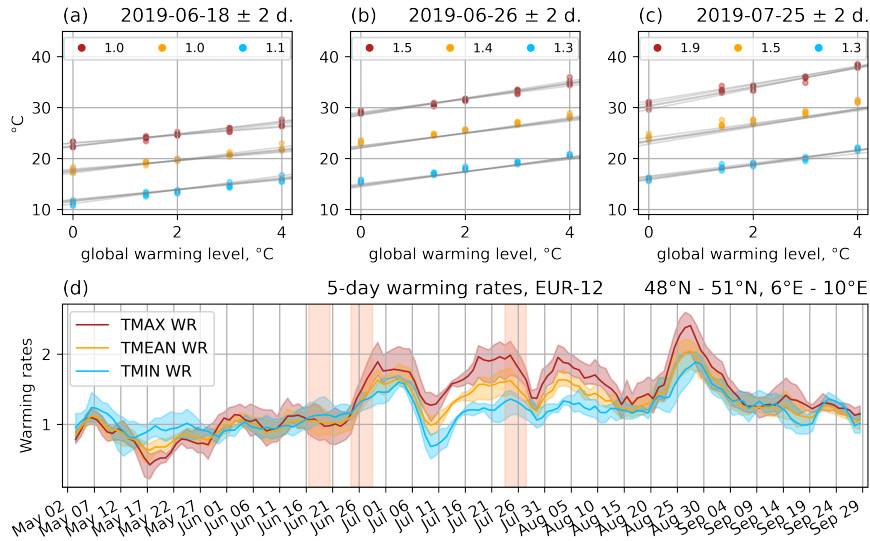 (a) 2019-06-18 ± 2 d.
(b) 2019-06-26 ± 2 d.
(c) 2019-07-25 ± 2 d.
1.0 1.0 1.1
1.5 1.4 1.3
1.9 1.5 1.3
°C
40
30
20
10
0 2 4
0 2 4
0 2 4
global warming level, °C
global warming level, °C
global warming level, °C
(d) 5-day warming rates, EUR-12 48°N - 51°N, 6°E - 10°E
TMAX WR
TMEAN WR
TMIN WR
Warming rates
2
1
May 02 May 07 May 12 May 17 May 22 May 27 Jun 01 Jun 06 Jun 11 Jun 16 Jun 21 Jun 26 Jul 01 Jul 06 Jul 11 Jul 16 Jul 21 Jul 26 Jul 31 Aug 05 Aug 10 Aug 15 Aug 20 Aug 25 Aug 30 Sep 04 Sep 09 Sep 14 Sep 19 Sep 24 Sep 29